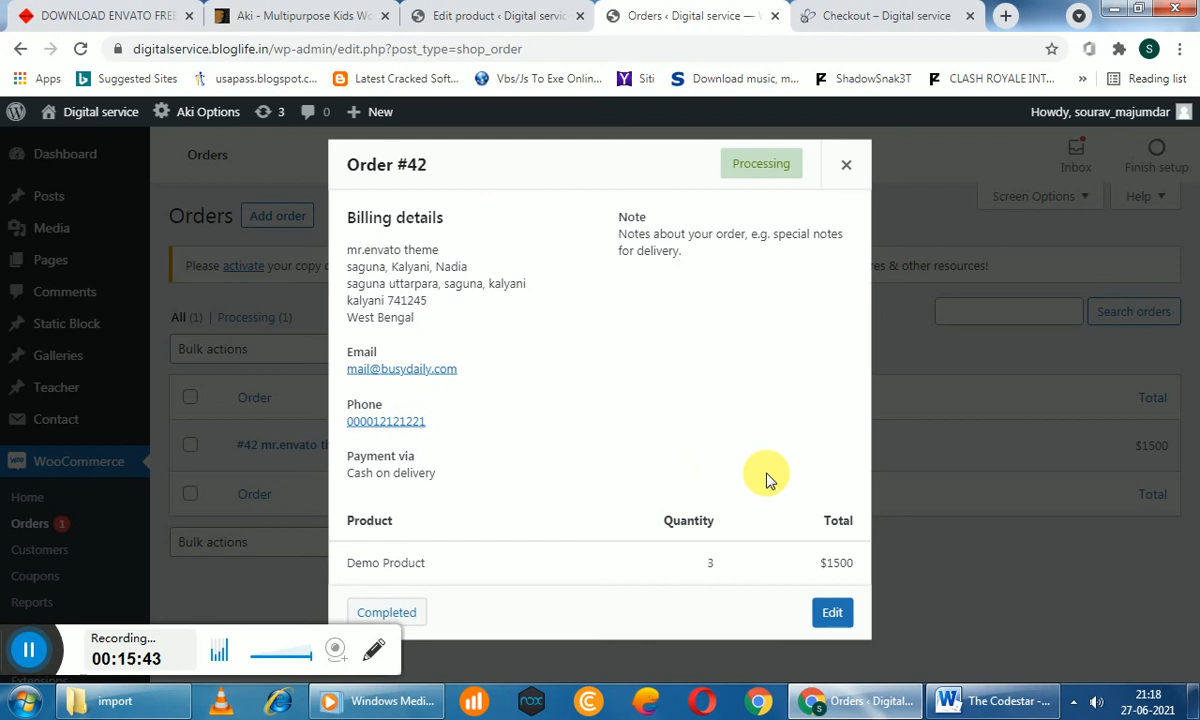 DOWNLOAD ENVATO FREE
Aki - Multipurpose Kids Wo
Edit product ‹ Digital servic
Orders ‹ Digital service — W
Checkout – Digital service
digitalservice.bloglife.in/wp-admin/edit.php?post_type=shop_order
S
Apps
Suggested Sites
usapass.blogspot.c...
Latest Cracked Soft...
Vbs/Js To Exe Onlin...
Siti
Download music, m...
ShadowSnak3T
CLASH ROYALE INT...
»
Reading list
Digital service
Aki Options
3
0
New
Howdy, sourav_majumdar
Dashboard
Posts
Media
Pages
Comments
Static Block
Galleries
Teacher
Contact
WooCommerce
Home
Orders 1
Customers
Coupons
Reports
Extensions
Orders
Inbox
Finish setup
Screen Options
Help
Orders
Add order
Please activate your copy o
es & other resources!
All (1) | Processing (1)
Search orders
Bulk actions
Order
Total
#42 mr.envato th
$1500
Order
Total
Bulk actions
Order #42
Processing
Billing details
mr.envato theme
saguna, Kalyani, Nadia
saguna uttarpara, saguna, kalyani
kalyani 741245
West Bengal
Note
Notes about your order, e.g. special notes
for delivery.
Email
mail@busydaily.com
Phone
000012121221
Payment via
Cash on delivery
Product
Quantity
Total
Demo Product
3
$1500
Completed
Edit
Recording...
00:15:43
import
Windows Medi...
nox
Orders ‹ Digital...
The Codestar -...
21:18
27-06-2021